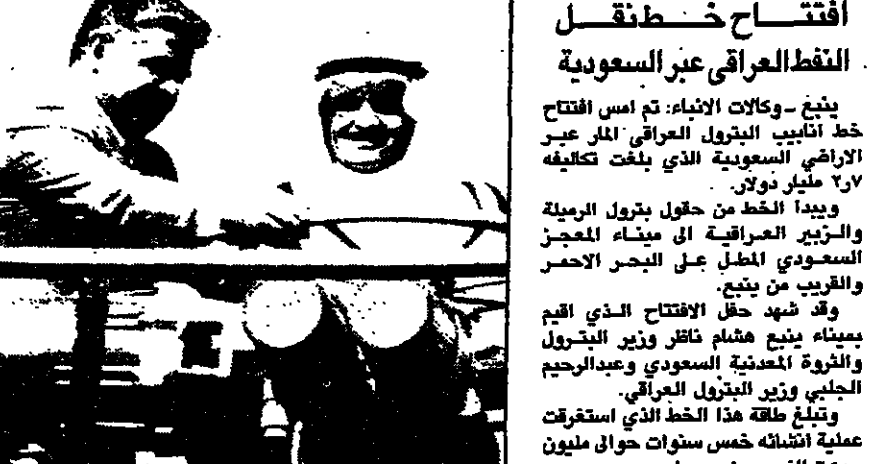 افتتاح خط نقل
النفط العراقي عبر السعودية
ينبع - وكالات الانباء: تم امس افتتاح
خط انابيب البترول العراقي المار عبر
الاراضي السعودية الذي بلغت تكاليفه
٢٫٧ مليار دولار.
ويبدأ الخط من حقول بترول الرميلة
والزبير العراقية الى ميناء المعجز
السعودي المطل على البحر الاحمر
والقريب من ينبع.
وقد شهد حفل الافتتاح الذي اقيم
بميناء ينبع هشام ناظر وزير البترول
والثروة المعدنية السعودي وعبدالرحيم
الجلبي وزير البترول العراقي.
وتبلغ طاقة هذا الخط الذي استغرقت
عملية انشائه خمس سنوات حوالى مليون